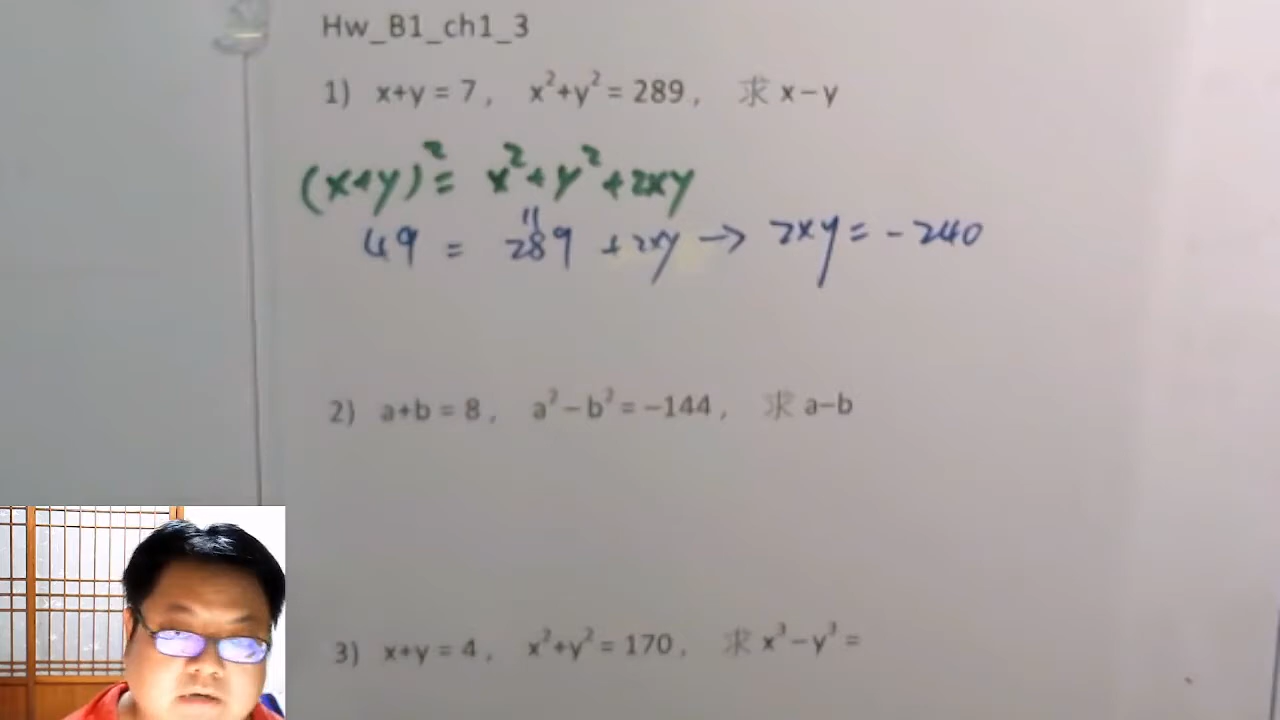 Hw_B1_ch1_3
1) x+y = 7, x²+y² = 289, 求 x−y
(x+y)² = x²+y²+2xy
"
49 = 289 + 2xy → 2xy = -240
2) a+b = 8, a²−b² = −144, 求 a−b
3) x+y = 4, x²+y² = 170, 求 x³−y³ =